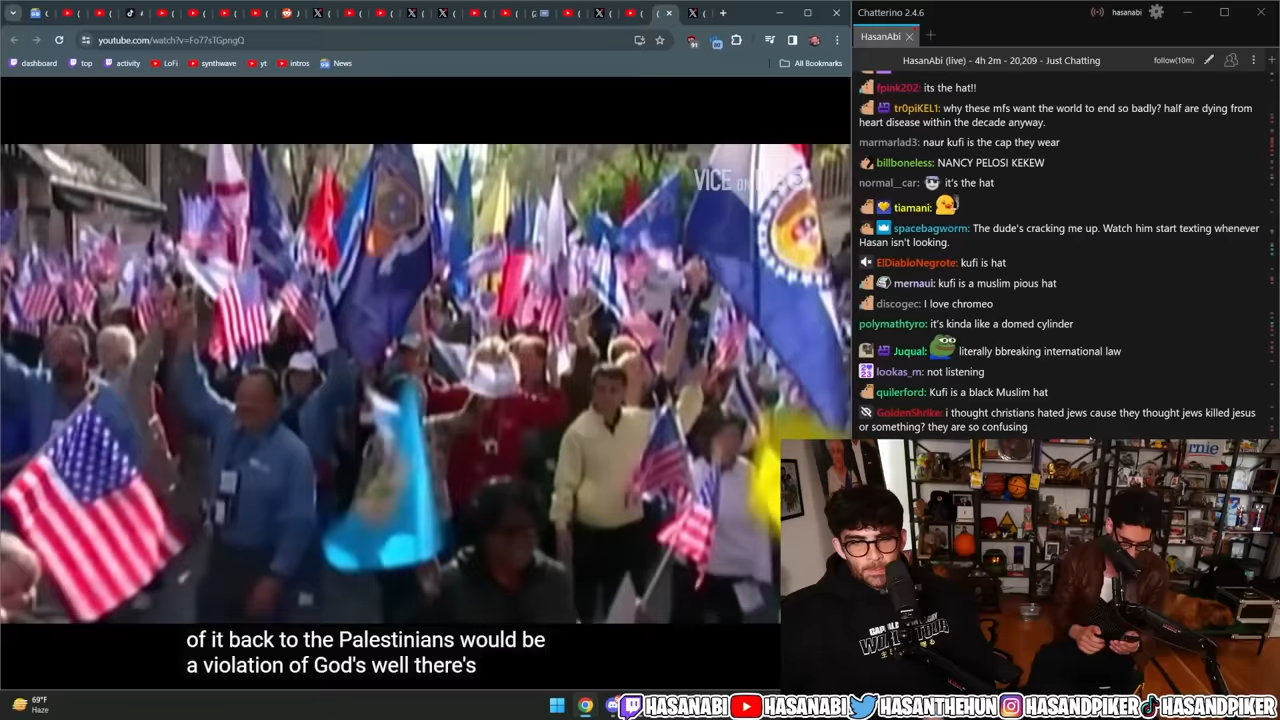 youtube.com/watch?v=Fo77sTGpngQ
dashboard
top
activity
LoFi
synthwave
yt
intros
News
All Bookmarks
VICE ON
of it back to the Palestinians would be
a violation of God's well there's
Chatterino 2.4.6
hasanabi
HasanAbi
HasanAbi (live) - 4h 2m - 20,209 - Just Chatting
follow(10m)
fpink202: its the hat!!
tr0piKEL1: why these mfs want the world to end so badly? half are dying from
heart disease within the decade anyway.
marmarlad3: naur kufi is the cap they wear
billboneless: NANCY PELOSI KEKEW
normal__car: it's the hat
tiamani:
spacebagworm: The dude's cracking me up. Watch him start texting whenever
Hasan isn't looking.
ElDiabloNegrote: kufi is hat
mernaui: kufi is a muslim pious hat
discogec: I love chromeo
polymathtyro: it's kinda like a domed cylinder
Juqual: literally bbreaking international law
lookas_m: not listening
quilerford: Kufi is a black Muslim hat
GoldenShrike: i thought christians hated jews cause they thought jews killed jesus
or something? they are so confusing
69°F
Haze
HASANABI
HASANABI
HASANTHEHUN
HASANDPIKER
HASANDPIKER